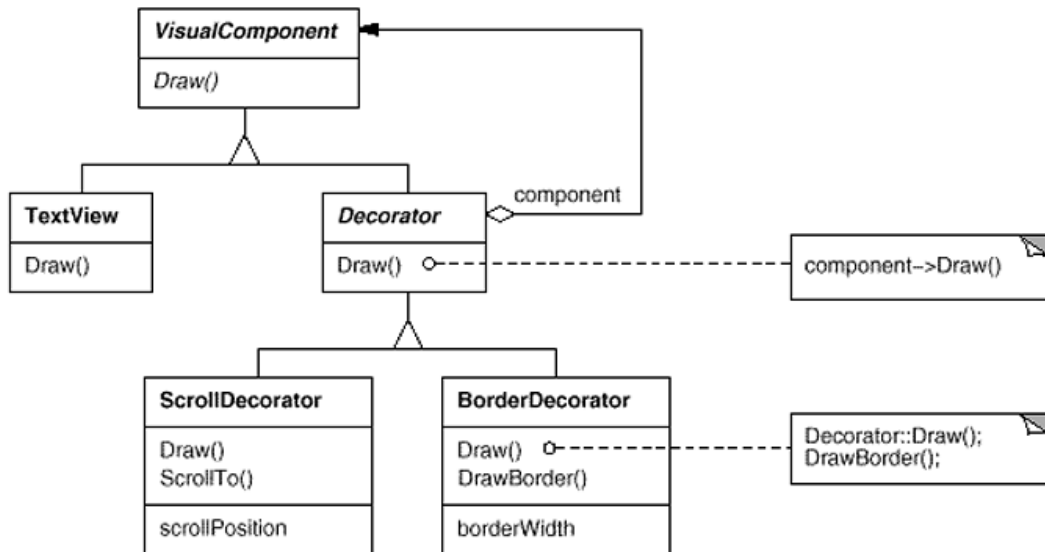 VisualComponent
Draw()
component
TextView
Draw()
Decorator
Draw()
component–>Draw()
ScrollDecorator
Draw()
ScrollTo()
scrollPosition
BorderDecorator
Draw()
DrawBorder()
borderWidth
Decorator::Draw();
DrawBorder();